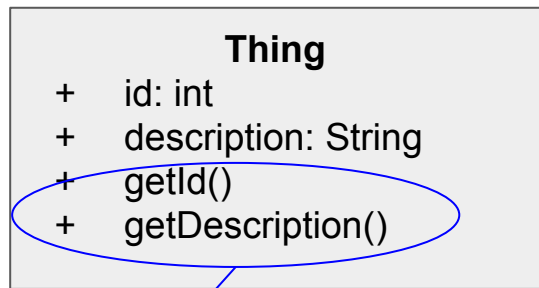 Thing
+ id: int
+ description: String
+ getId()
+ getDescription()